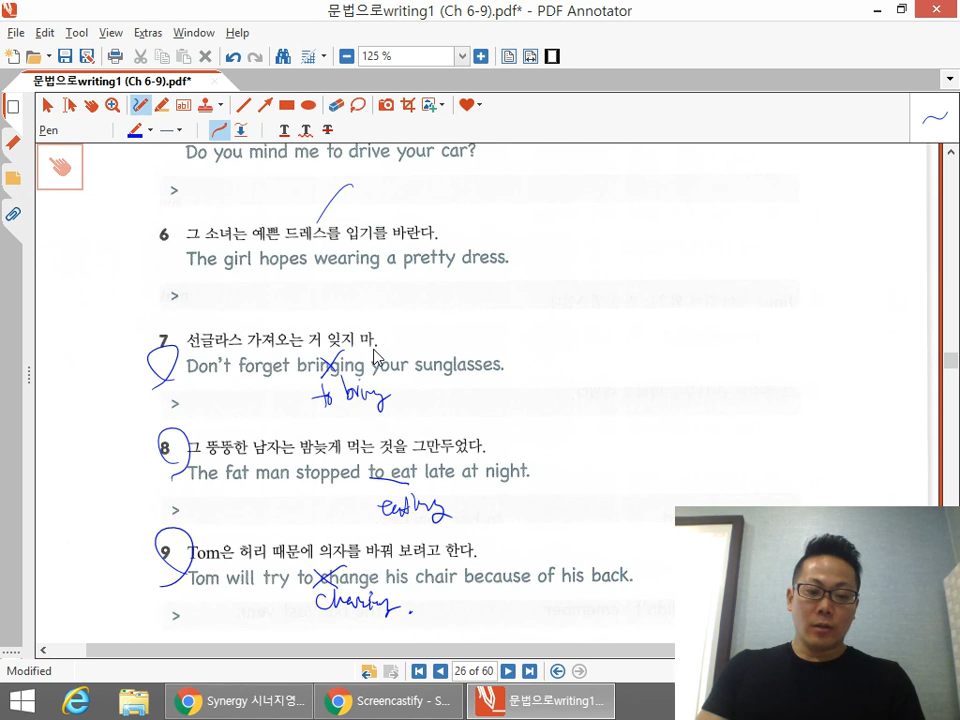 문법으로writing1 (Ch 6-9).pdf* - PDF Annotator
File Edit Tool View Extras Window Help
125 %
문법으로writing1 (Ch 6-9).pdf*
Pen
Do you mind me to drive your car?
>
6 그 소녀는 예쁜 드레스를 입기를 바란다.
The girl hopes wearing a pretty dress.
>
7 선글라스 가져오는 거 잊지 마.
Don't forget bringing your sunglasses.
to bring
>
8 그 뚱뚱한 남자는 밤늦게 먹는 것을 그만두었다.
The fat man stopped to eat late at night.
> eating
9 Tom은 허리 때문에 의자를 바꿔 보려고 한다.
Tom will try to change his chair because of his back.
>
Modified
26 of 60
Synergy 시너지영...
Screencastify - S...
문법으로writing1...